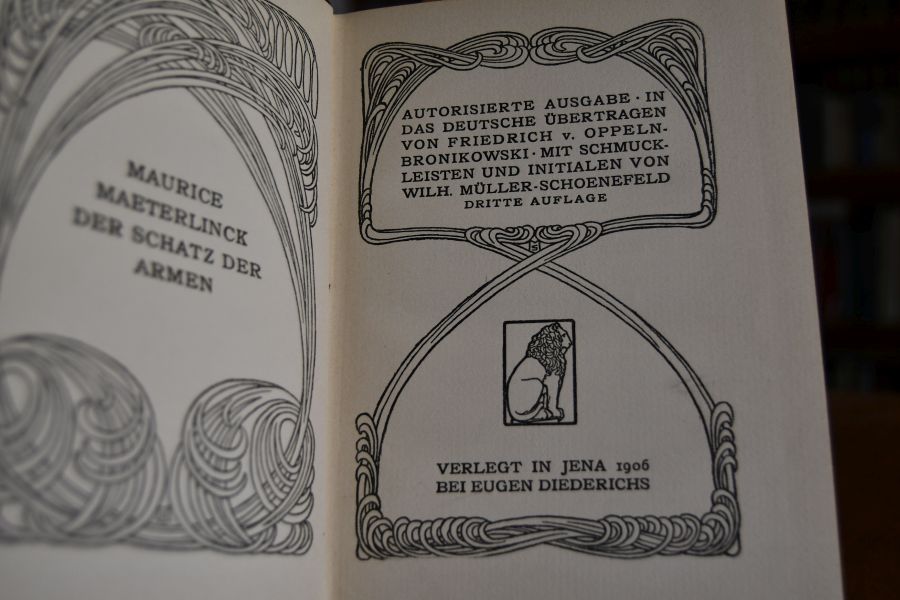 MAURICE
MAETERLINCK
DER SCHATZ DER
ARMEN
AUTORISIERTE AUSGABE · IN
DAS DEUTSCHE ÜBERTRAGEN
VON FRIEDRICH v. OPPELN-
BRONIKOWSKI · MIT SCHMUCK-
LEISTEN UND INITIALEN VON
WILH. MÜLLER-SCHOENEFELD
DRITTE AUFLAGE
VERLEGT IN JENA 1906
BEI EUGEN DIEDERICHS